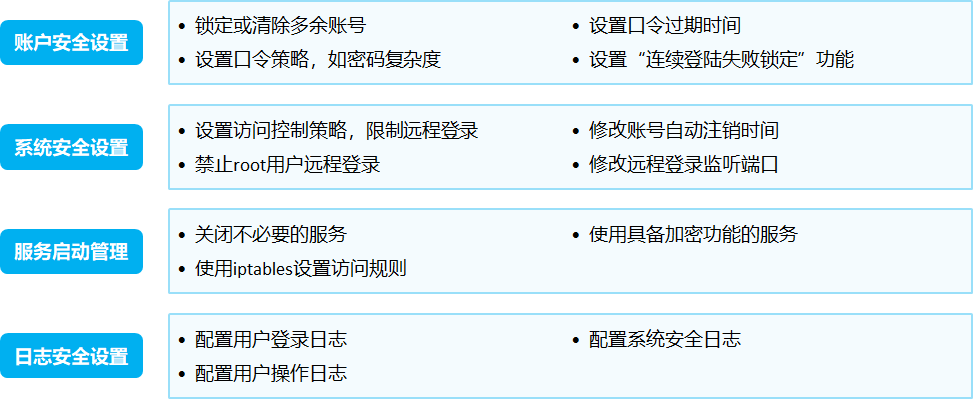 账户安全设置
• 锁定或清除多余账号
• 设置口令过期时间
• 设置口令策略，如密码复杂度
• 设置“连续登陆失败锁定”功能
系统安全设置
• 设置访问控制策略，限制远程登录
• 修改账号自动注销时间
• 禁止root用户远程登录
• 修改远程登录监听端口
服务启动管理
• 关闭不必要的服务
• 使用具备加密功能的服务
• 使用iptables设置访问规则
日志安全设置
• 配置用户登录日志
• 配置系统安全日志
• 配置用户操作日志